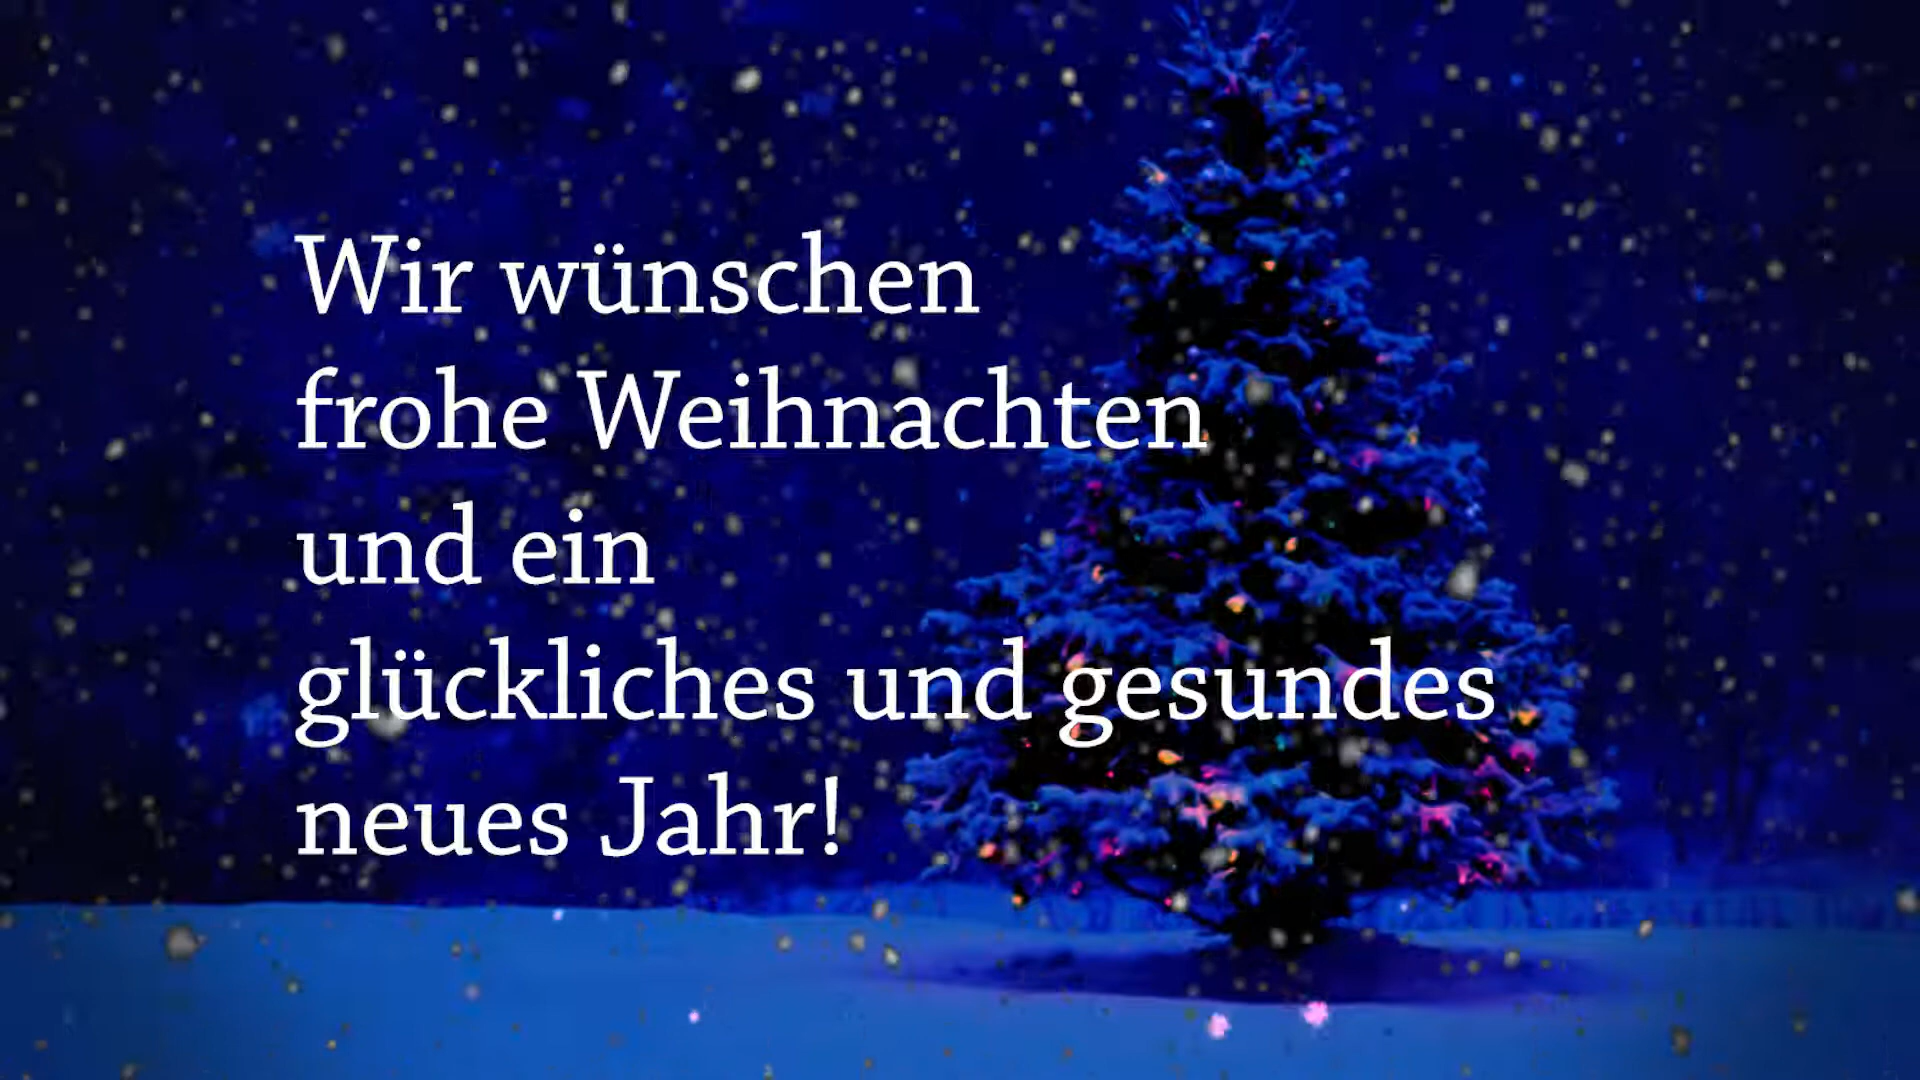 Wir wünschen
frohe Weihnachten
und ein
glückliches und gesundes
neues Jahr!